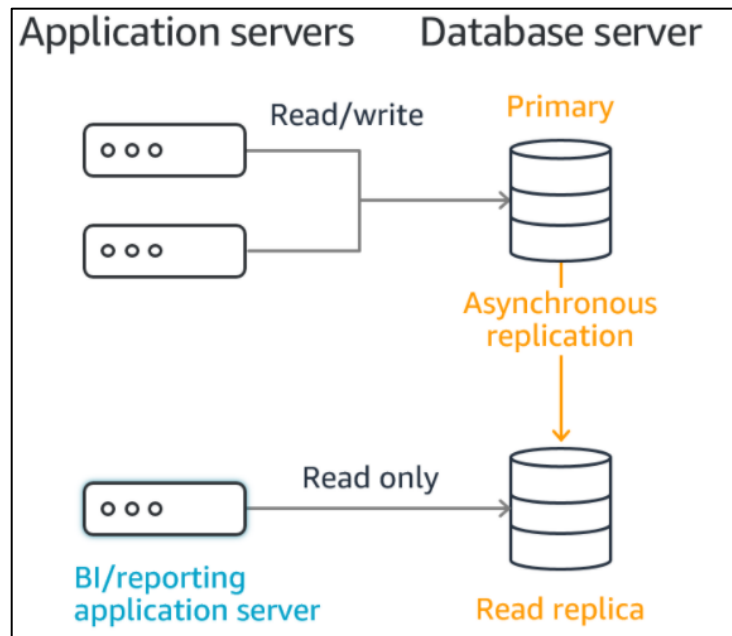 Application servers
Database server
Read/write
Primary
Asynchronous
replication
Read only
BI/reporting
application server
Read replica